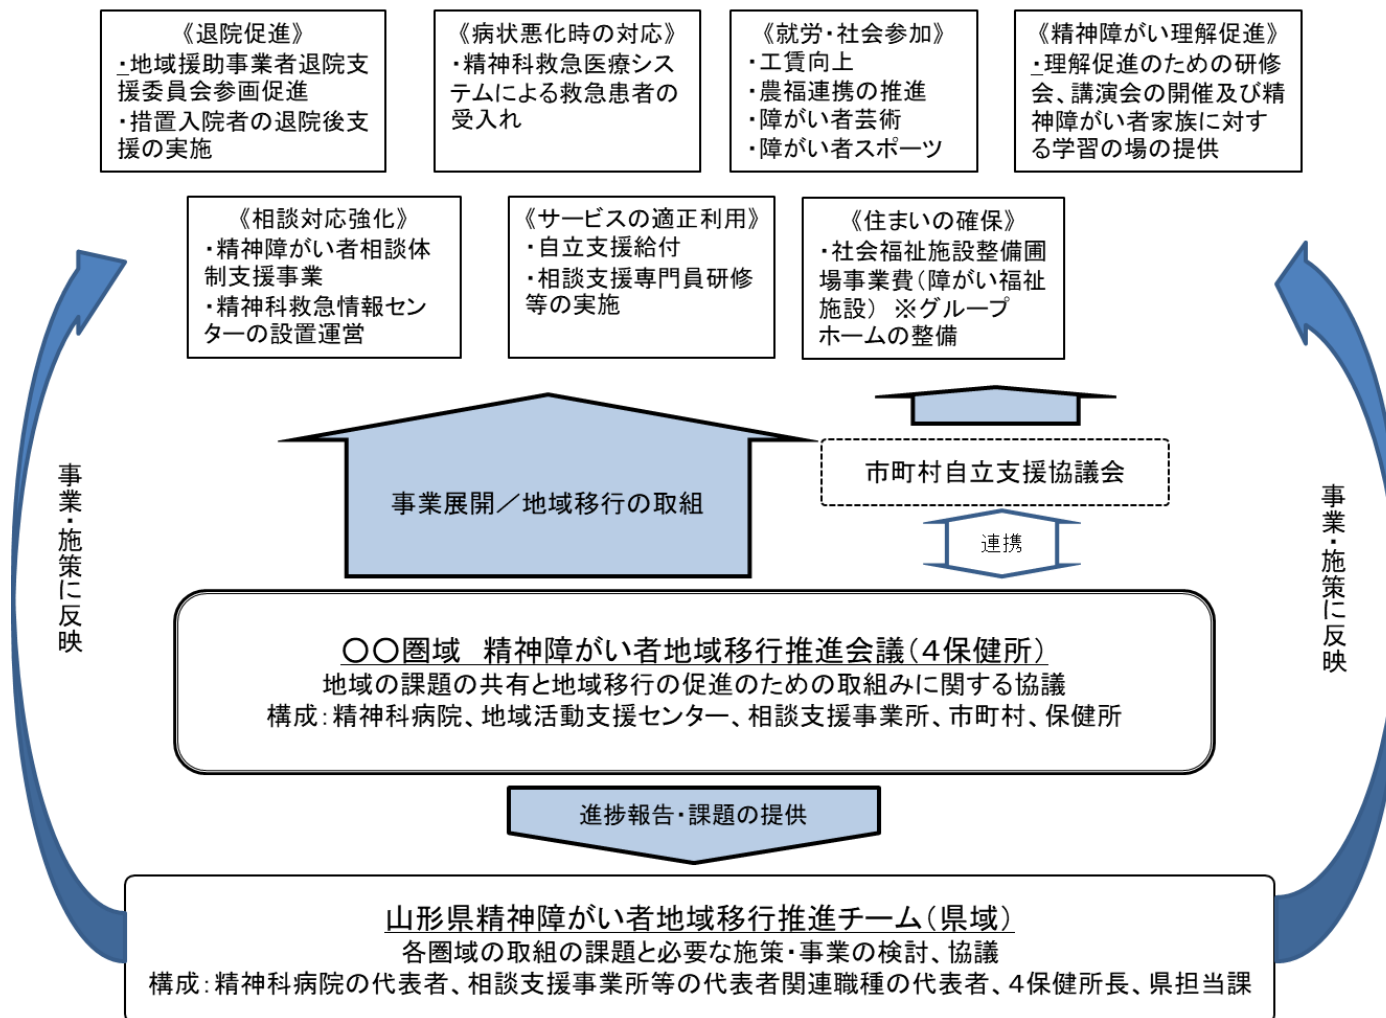 《退院促進》
・地域援助事業者退院支
援委員会参画促進
・措置入院者の退院後支
援の実施
《病状悪化時の対応》
・精神科救急医療シス
テムによる救急患者の
受入れ
《就労・社会参加》
・工賃向上
・農福連携の推進
・障がい者芸術
・障がい者スポーツ
《精神障がい理解促進》
・理解促進のための研修
会、講演会の開催及び精
神障がい者家族に対す
る学習の場の提供
《相談対応強化》
・精神障がい者相談体
制支援事業
・精神科救急情報セン
ターの設置運営
《サービスの適正利用》
・自立支援給付
・相談支援専門員研修
等の実施
《住まいの確保》
・社会福祉施設整備圃
場事業費(障がい福祉
施設) ※グループ
ホームの整備
事業・施策に反映
事業展開／地域移行の取組
市町村自立支援協議会
連携
事業・施策に反映
〇〇圏域 精神障がい者地域移行推進会議(4保健所)
地域の課題の共有と地域移行の促進のための取組みに関する協議
構成:精神科病院、地域活動支援センター、相談支援事業所、市町村、保健所
進捗報告・課題の提供
山形県精神障がい者地域移行推進チーム(県域)
各圏域の取組の課題と必要な施策・事業の検討、協議
構成:精神科病院の代表者、相談支援事業所等の代表者関連職種の代表者、4保健所長、県担当課